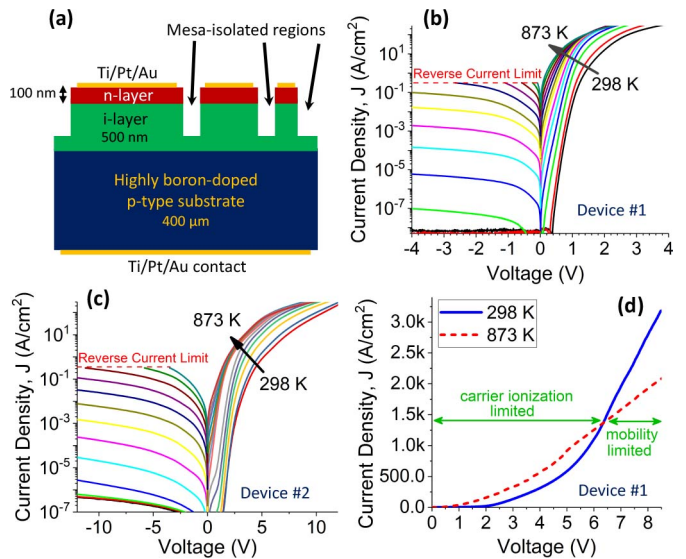 (a)
Mesa-isolated regions
Ti/Pt/Au
100 nm
n-layer
i-layer
500 nm
Highly boron-doped
p-type substrate
400 µm
Ti/Pt/Au contact
(b)
Current Density, J (A/cm²)
10¹
10⁻¹
10⁻³
10⁻⁵
10⁻⁷
873 K
298 K
Reverse Current Limit
Device #1
-4 -3 -2 -1 0 1 2 3 4
Voltage (V)
(c)
Current Density, J (A/cm²)
10¹
10⁻¹
10⁻³
10⁻⁵
10⁻⁷
873 K
298 K
Reverse Current Limit
Device #2
-10 -5 0 5 10
Voltage (V)
(d)
Current Density, J (A/cm²)
3.0k
2.5k
2.0k
1.5k
1.0k
500.0
0.0
298 K
873 K
carrier ionization
limited
mobility
limited
Device #1
0 1 2 3 4 5 6 7 8
Voltage (V)